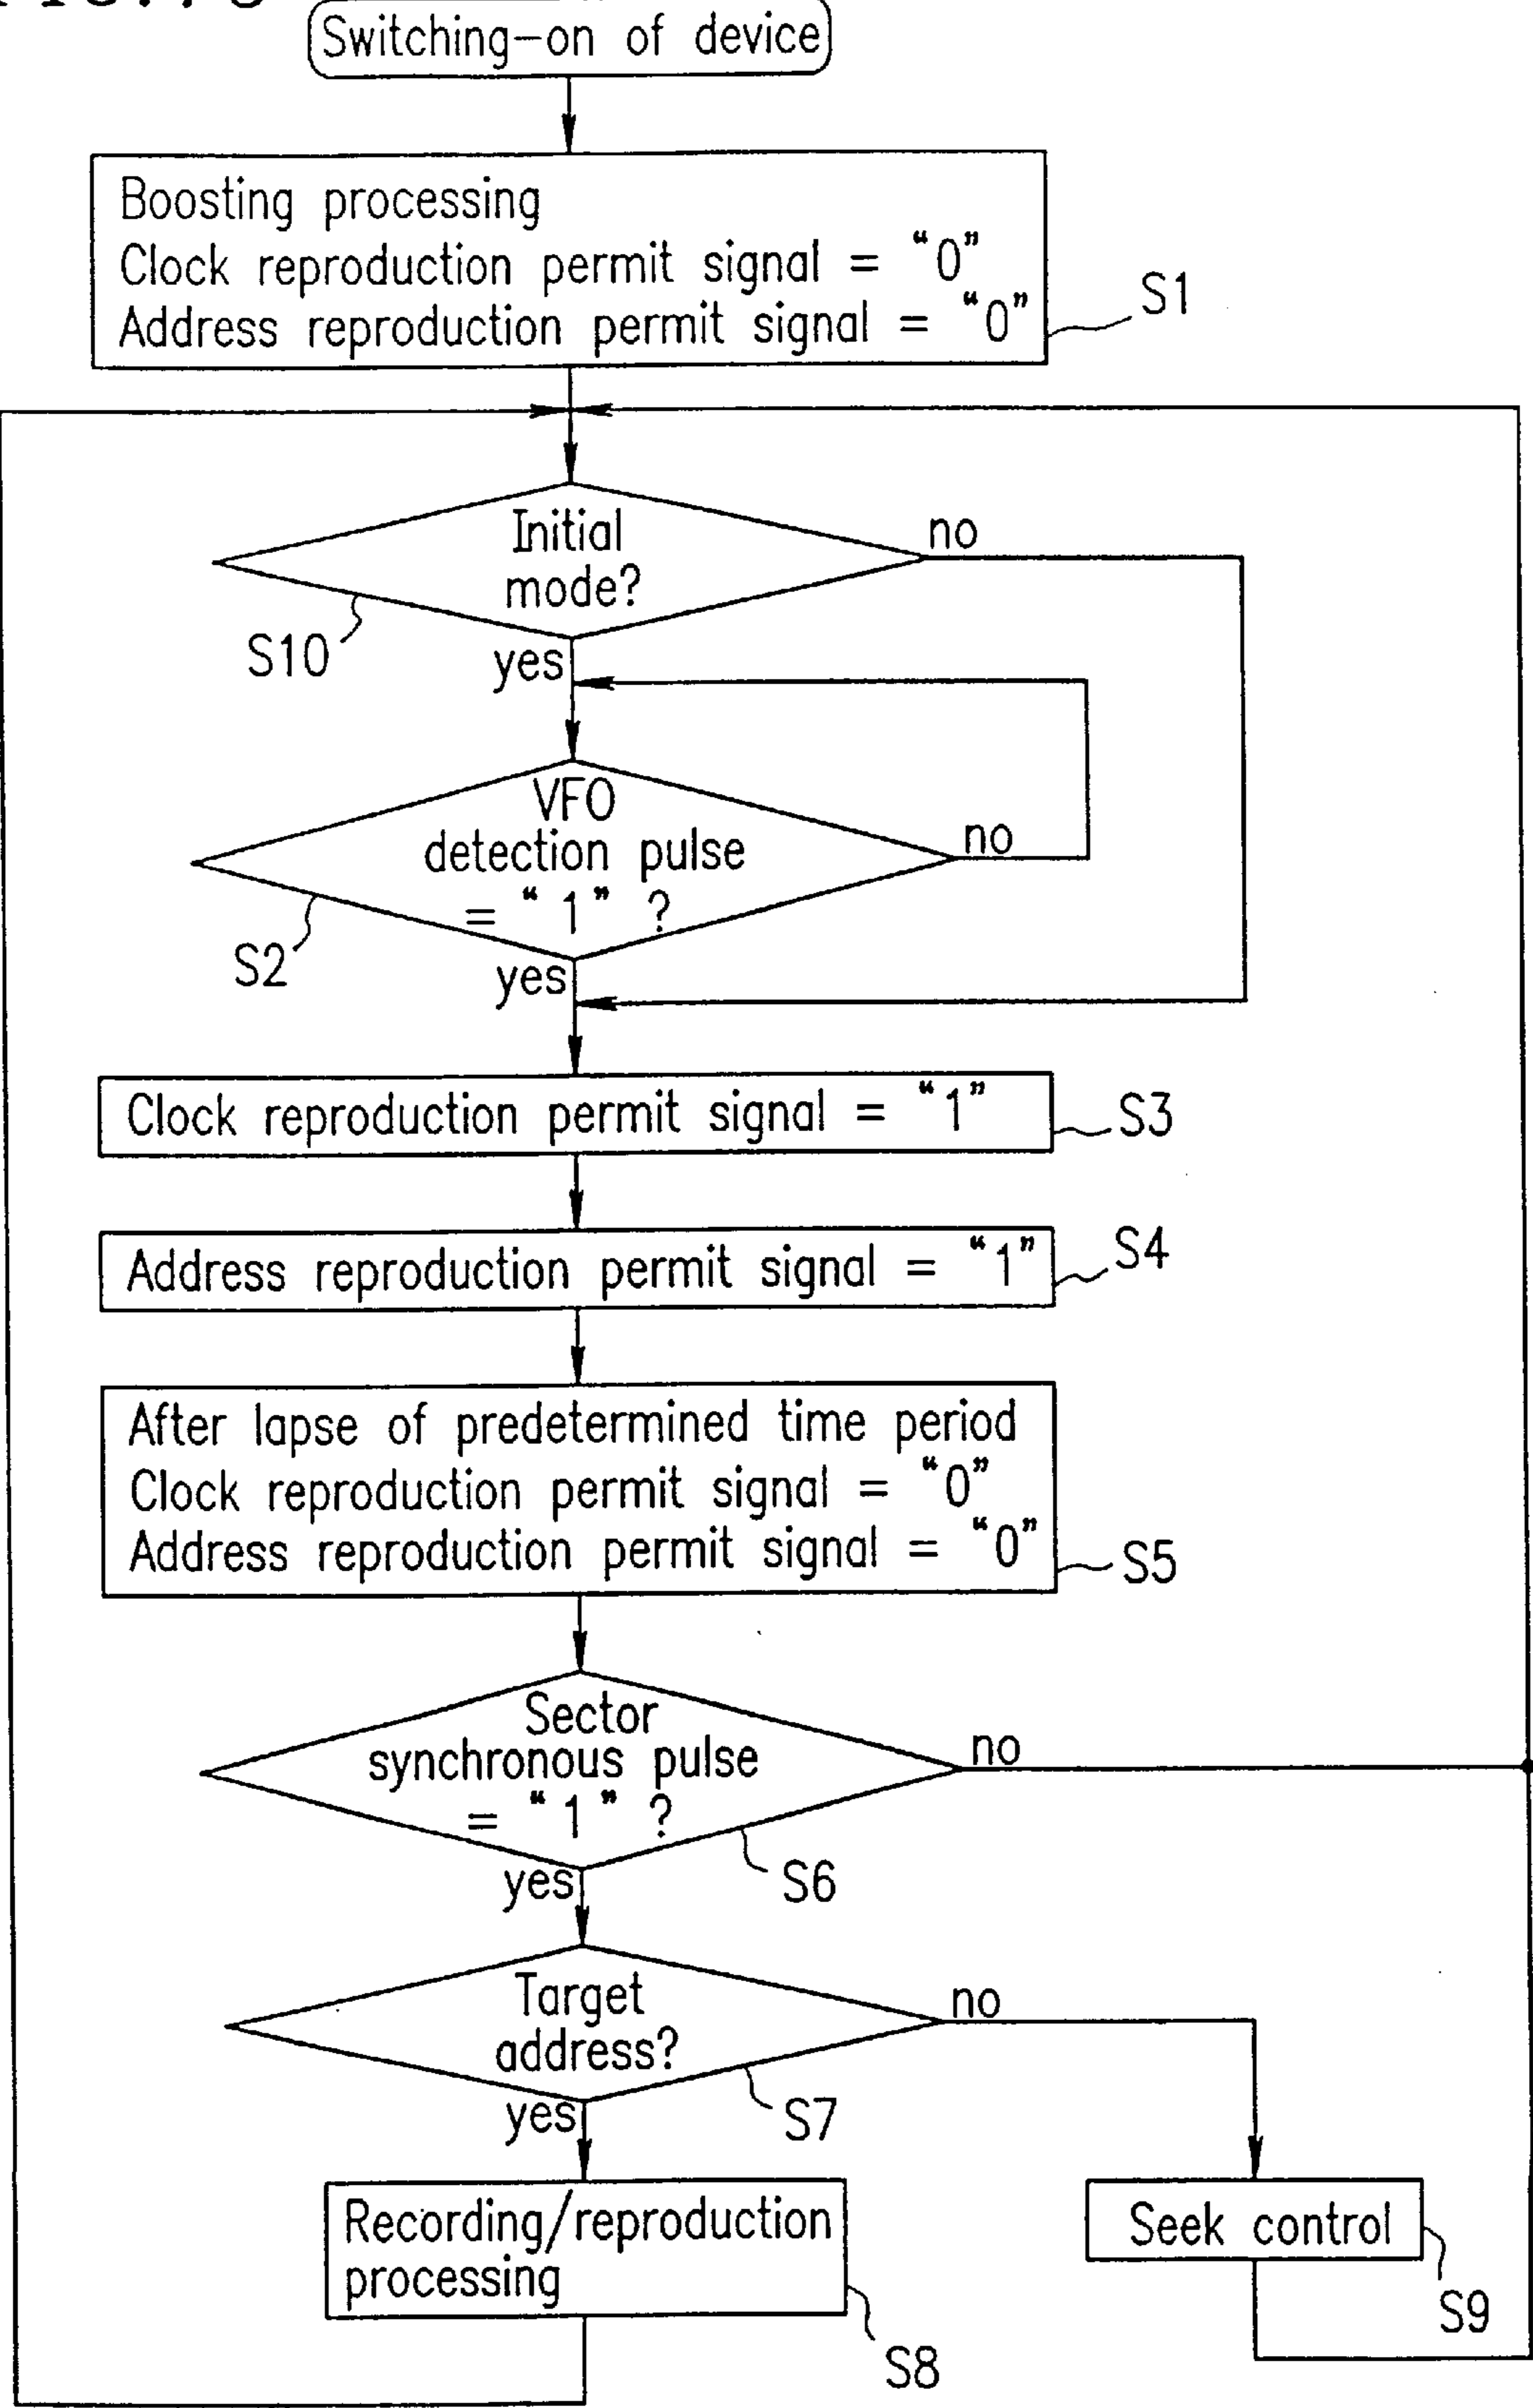 Switching-on of device
Boosting processing
Clock reproduction permit signal = “0”
Address reproduction permit signal = “0”
S1
Initial
mode?
no
S10
yes
VFO
detection pulse
= “1” ?
no
S2
yes
Clock reproduction permit signal = “1”
S3
Address reproduction permit signal = “1”
S4
After lapse of predetermined time period
Clock reproduction permit signal = “0”
Address reproduction permit signal = “0”
S5
Sector
synchronous pulse
= “1” ?
no
S6
yes
Target
address?
no
S7
yes
Recording/reproduction
processing
S8
Seek control
S9